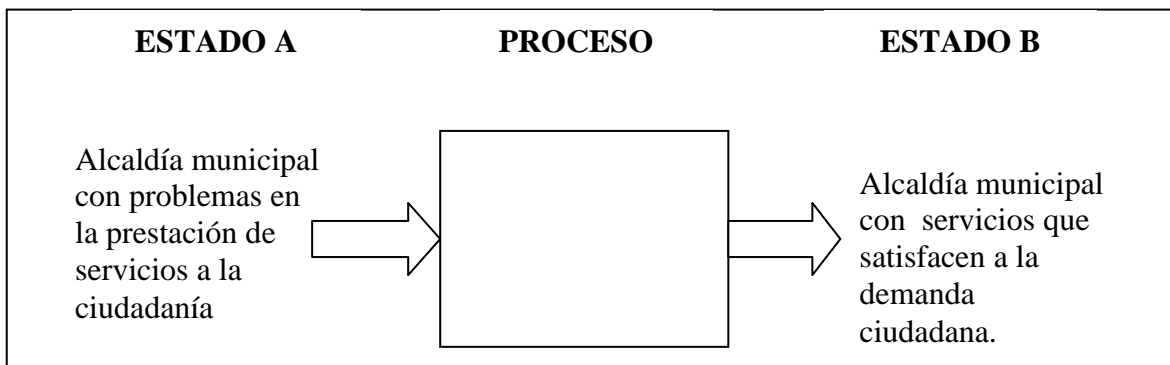 ESTADO A
PROCESO
ESTADO B
Alcaldía municipal
con problemas en
la prestación de
servicios a la
ciudadanía
Alcaldía municipal
con servicios que
satisfacen a la
demanda
ciudadana.